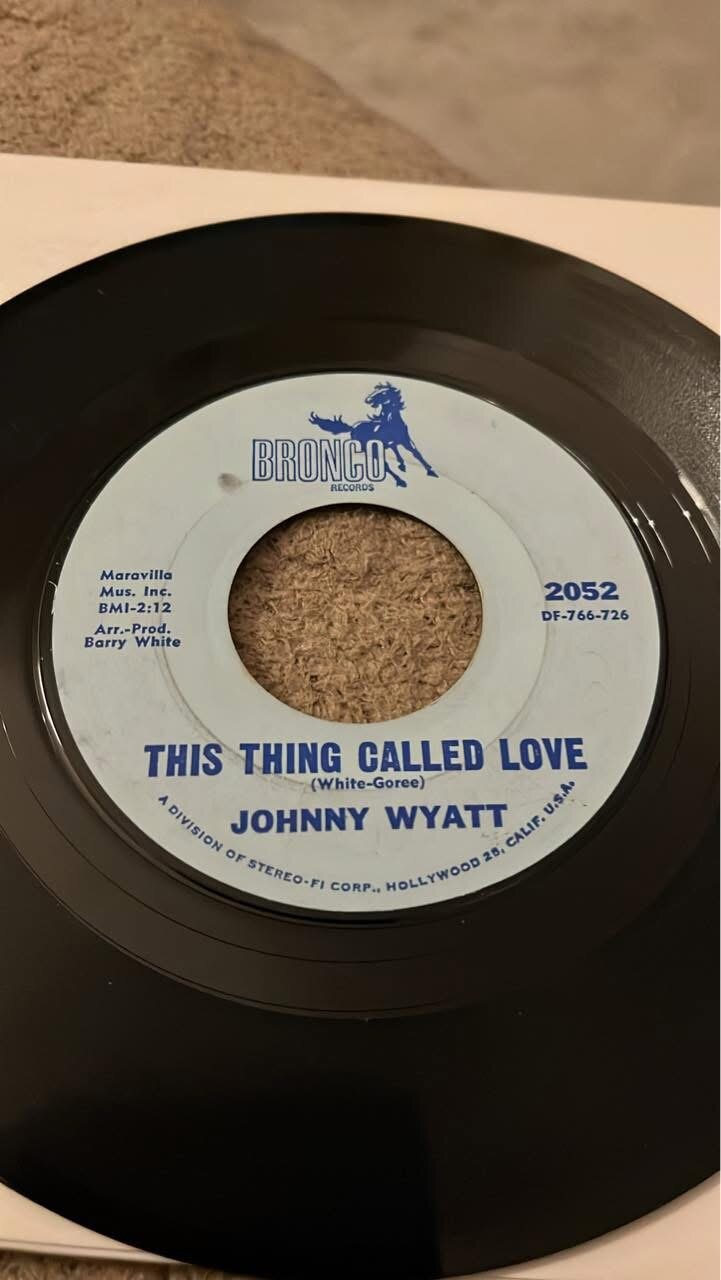 BRONCO
RECORDS
Maravilla
Mus. Inc.
BMI-2:12
Arr.-Prod.
Barry White
2052
DF-766-726
THIS THING CALLED LOVE
(White-Goree)
JOHNNY WYATT
A DIVISION OF STEREO-FI CORP., HOLLYWOOD 28, CALIF. U.S.A.